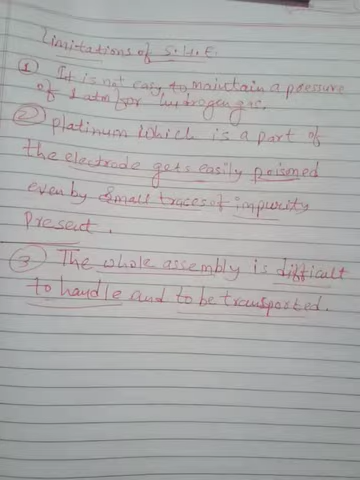 Limitations of S.H.E.
① It is not easy to maintain a pressure
of 1 atm for hydrogen gas.
② Platinum which is a part of
the electrode gets easily poisned
even by small traces of impurity
present.
③ The whole assembly is difficult
to handle and to be transported.